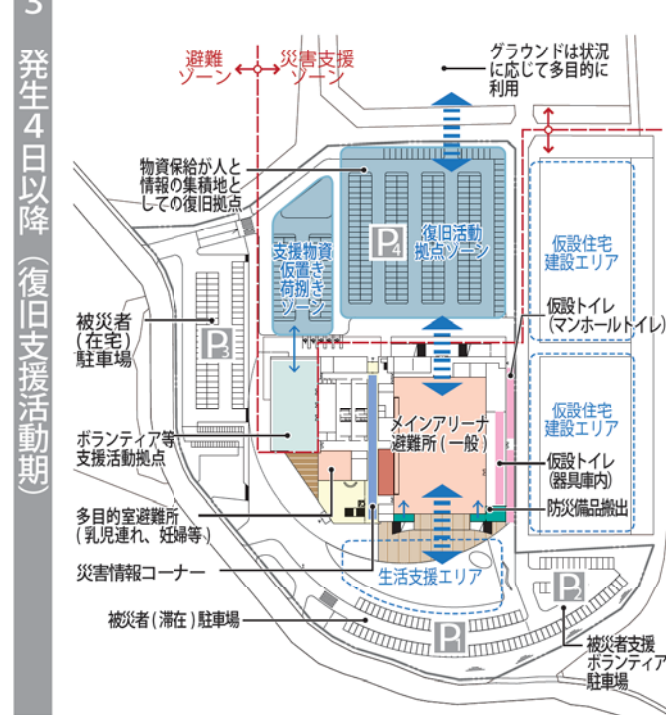 3
発生4日以降（復旧支援活動期）
避難
ゾーン
災害支援
ゾーン
グラウンドは状況
に応じて多目的に
利用
物資保給が人と
情報の集積地と
しての復旧拠点
P4
復旧活動
拠点ゾーン
支援物資
仮置き
荷捌き
ゾーン
仮設住宅
建設エリア
仮設トイレ
(マンホールトイレ)
被災者
(在宅)
駐車場
P3
仮設住宅
建設エリア
メインアリーナ
避難所(一般)
ボランティア等
支援活動拠点
仮設トイレ
(器具庫内)
防災備品搬出
多目的室避難所
(乳児連れ、妊婦等)
災害情報コーナー
生活支援エリア
P2
被災者(滞在)駐車場
P1
被災者支援
ボランティア
駐車場